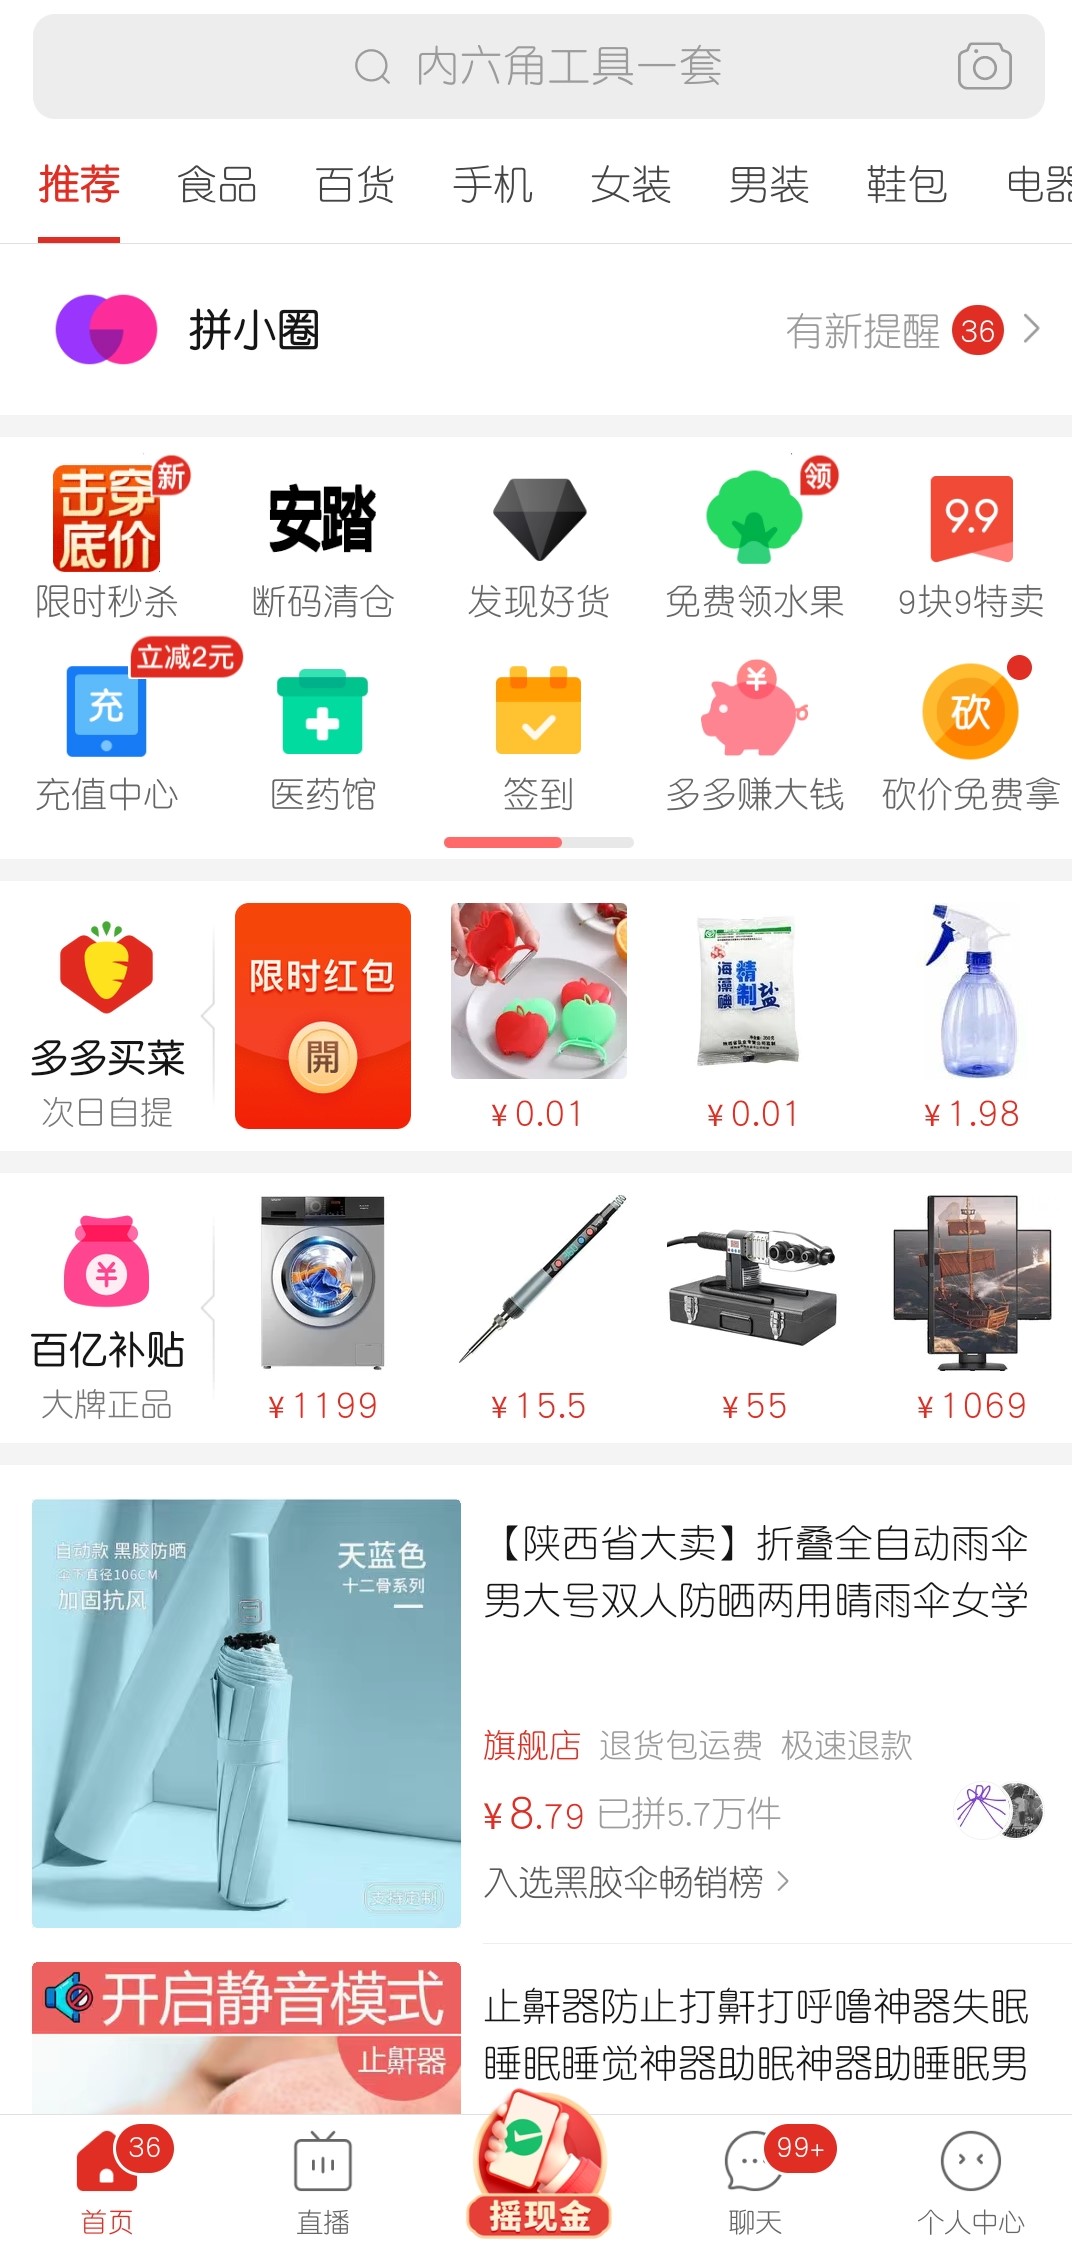 内六角工具一套
推荐 食品 百货 手机 女装 男装 鞋包 电器
拼小圈 有新提醒 36
击穿底价 新 安踏 领 9.9
限时秒杀 断码清仓 发现好货 免费领水果 9块9特卖
充 立减2元 ¥ 砍
充值中心 医药馆 签到 多多赚大钱 砍价免费拿
限时红包
開
海藻碘 精制盐
多多买菜
次日自提
¥0.01 ¥0.01 ¥1.98
¥
百亿补贴
大牌正品
¥1199 ¥15.5 ¥55 ¥1069
自动款 黑胶防晒
伞下直径106CM
加固抗风
天蓝色
十二骨系列
支持定制
【陕西省大卖】折叠全自动雨伞
男大号双人防晒两用晴雨伞女学
旗舰店 退货包运费 极速退款
¥8.79 已拼5.7万件
入选黑胶伞畅销榜
开启静音模式
止鼾器
止鼾器防止打鼾打呼噜神器失眠
睡眠睡觉神器助眠神器助睡眠男
36 99+
摇现金
首页 直播 聊天 个人中心